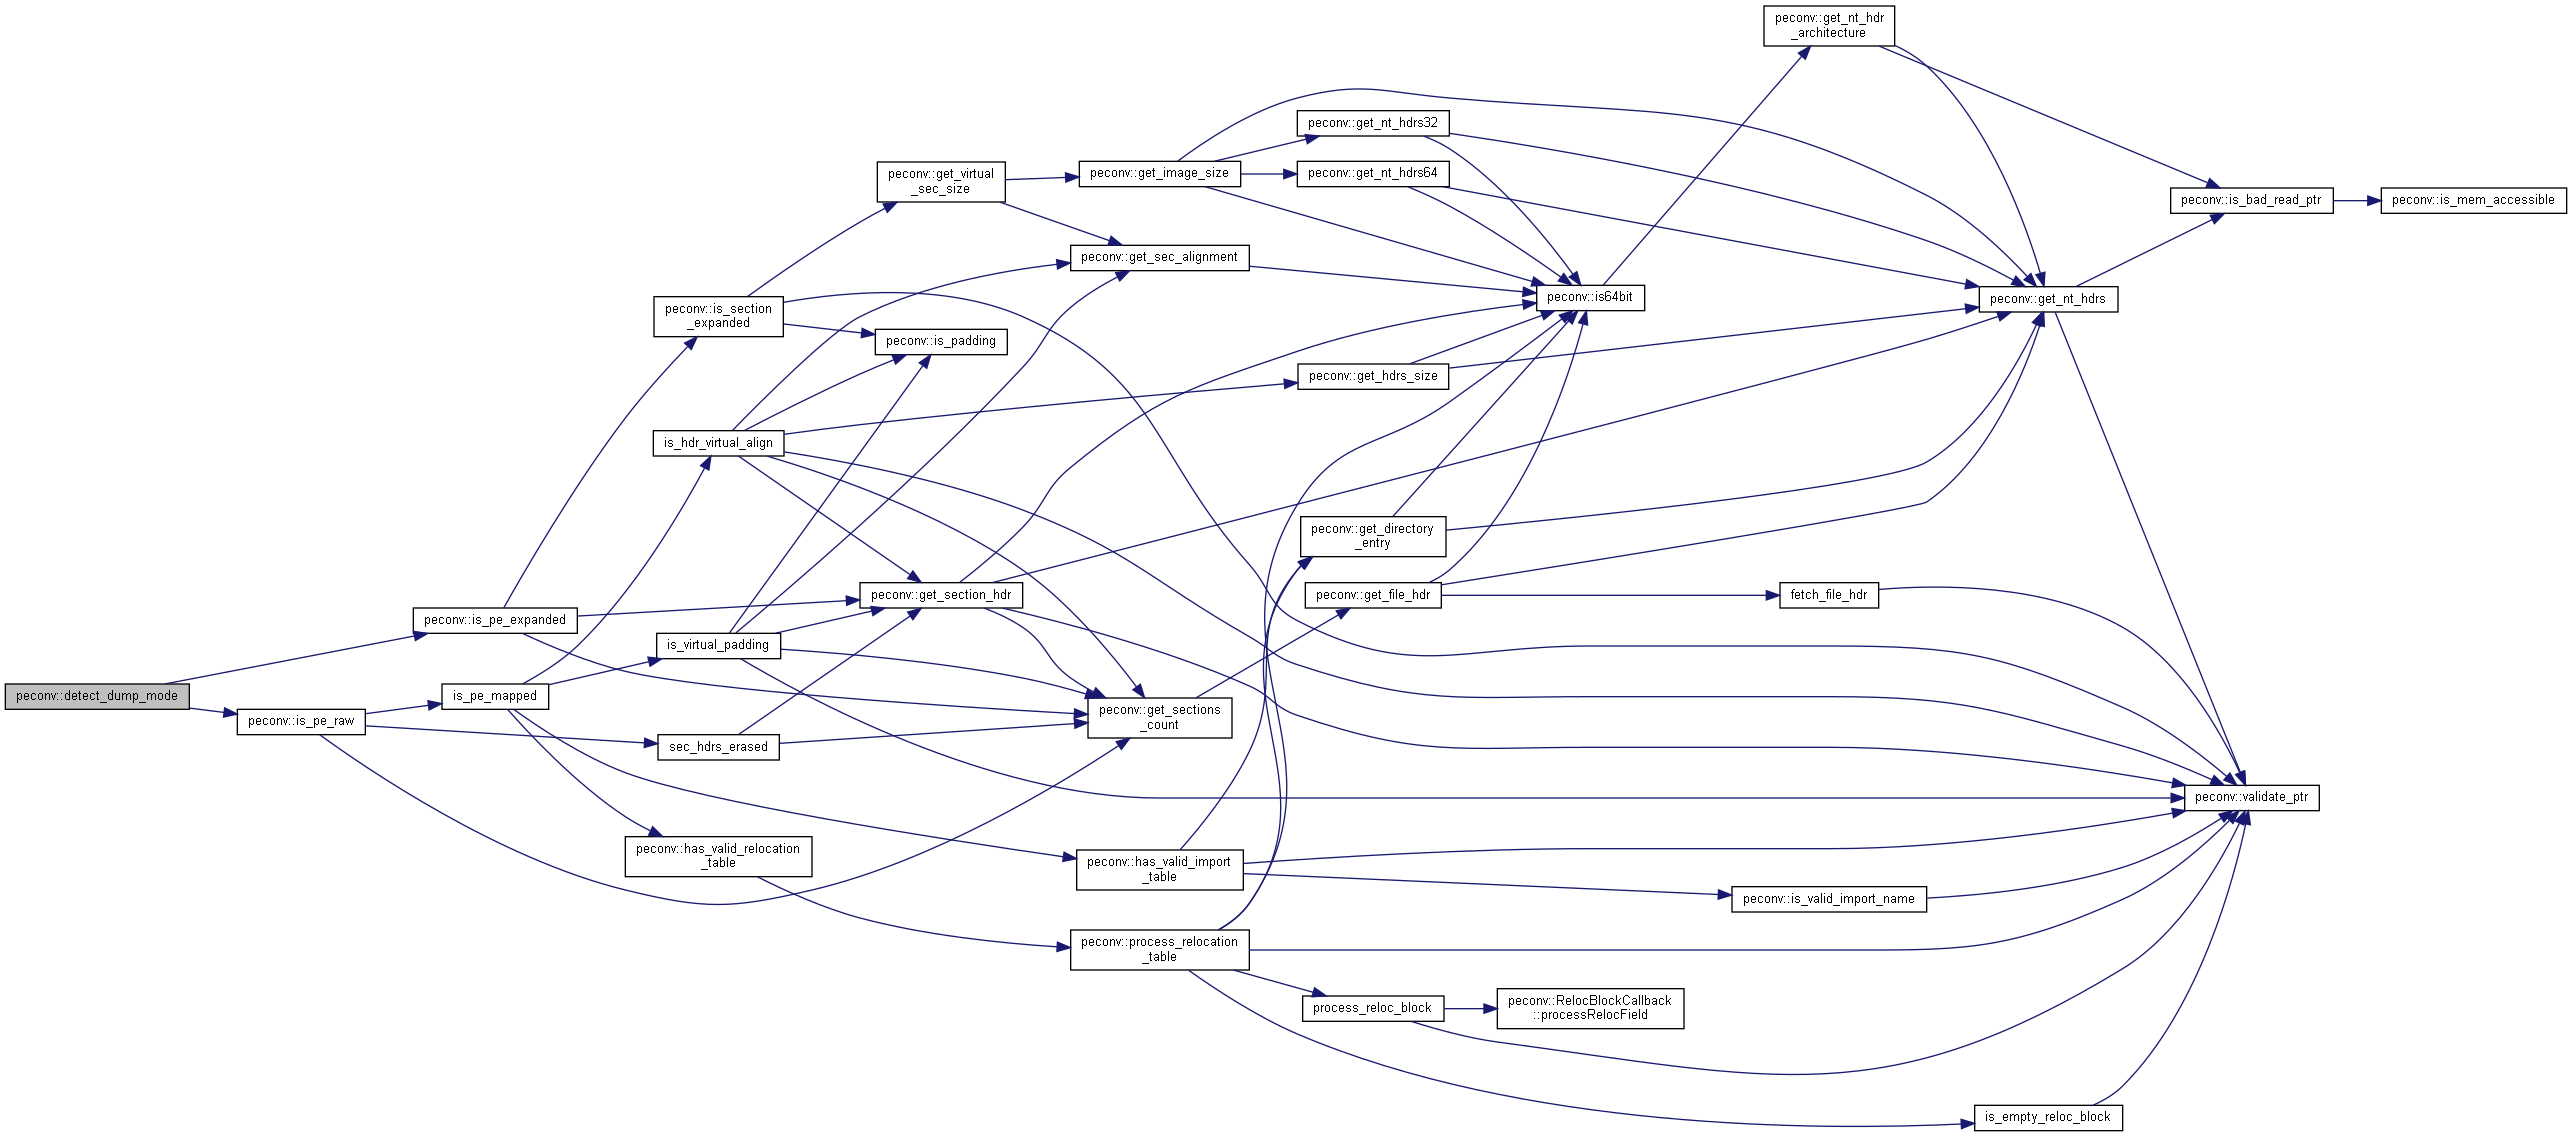 peconv::detect_dump_mode
peconv::is_pe_expanded
peconv::is_pe_raw
is_pe_mapped
peconv::is_section
_expanded
is_hdr_virtual_align
is_virtual_padding
sec_hdrs_erased
peconv::has_valid_relocation
_table
peconv::get_virtual
_sec_size
peconv::is_padding
peconv::get_section_hdr
peconv::get_image_size
peconv::get_sec_alignment
peconv::get_sections
_count
peconv::has_valid_import
_table
peconv::process_relocation
_table
peconv::get_nt_hdrs32
peconv::get_nt_hdrs64
peconv::get_hdrs_size
peconv::get_directory
_entry
peconv::get_file_hdr
process_reloc_block
peconv::is64bit
peconv::RelocBlockCallback
::processRelocField
peconv::get_nt_hdr
_architecture
fetch_file_hdr
peconv::is_valid_import_name
peconv::get_nt_hdrs
is_empty_reloc_block
peconv::is_bad_read_ptr
peconv::validate_ptr
peconv::is_mem_accessible